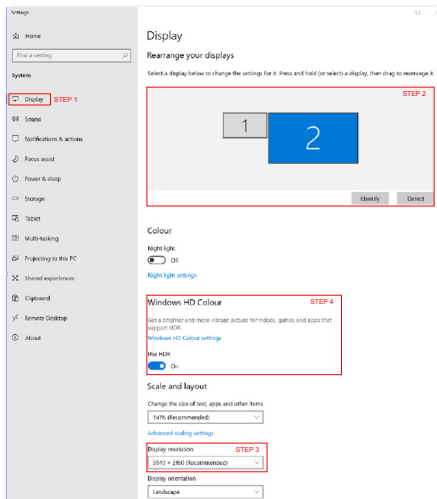 Settings
Home
Find a setting
System
Display STEP 1
Sound
Notifications & actions
Focus assist
Power & sleep
Storage
Tablet
Multi-tasking
Projecting to this PC
Shared experiences
Clipboard
Remote Desktop
About
Display
Rearrange your displays
Select a display below to change the settings for it. Press and hold (or select) a display, then drag to rearrange it.
STEP 2
1
2
Identify Detect
Colour
Night light
Off
Night light settings
Windows HD Colour STEP 4
Get a brighter and more vibrant picture for videos, games and apps that
support HDR.
Windows HD Colour settings
Use HDR
On
Scale and layout
Change the size of text, apps and other items
150% (Recommended)
Advanced scaling settings
Display resolution STEP 3
3840 × 2160 (Recommended)
Display orientation
Landscape